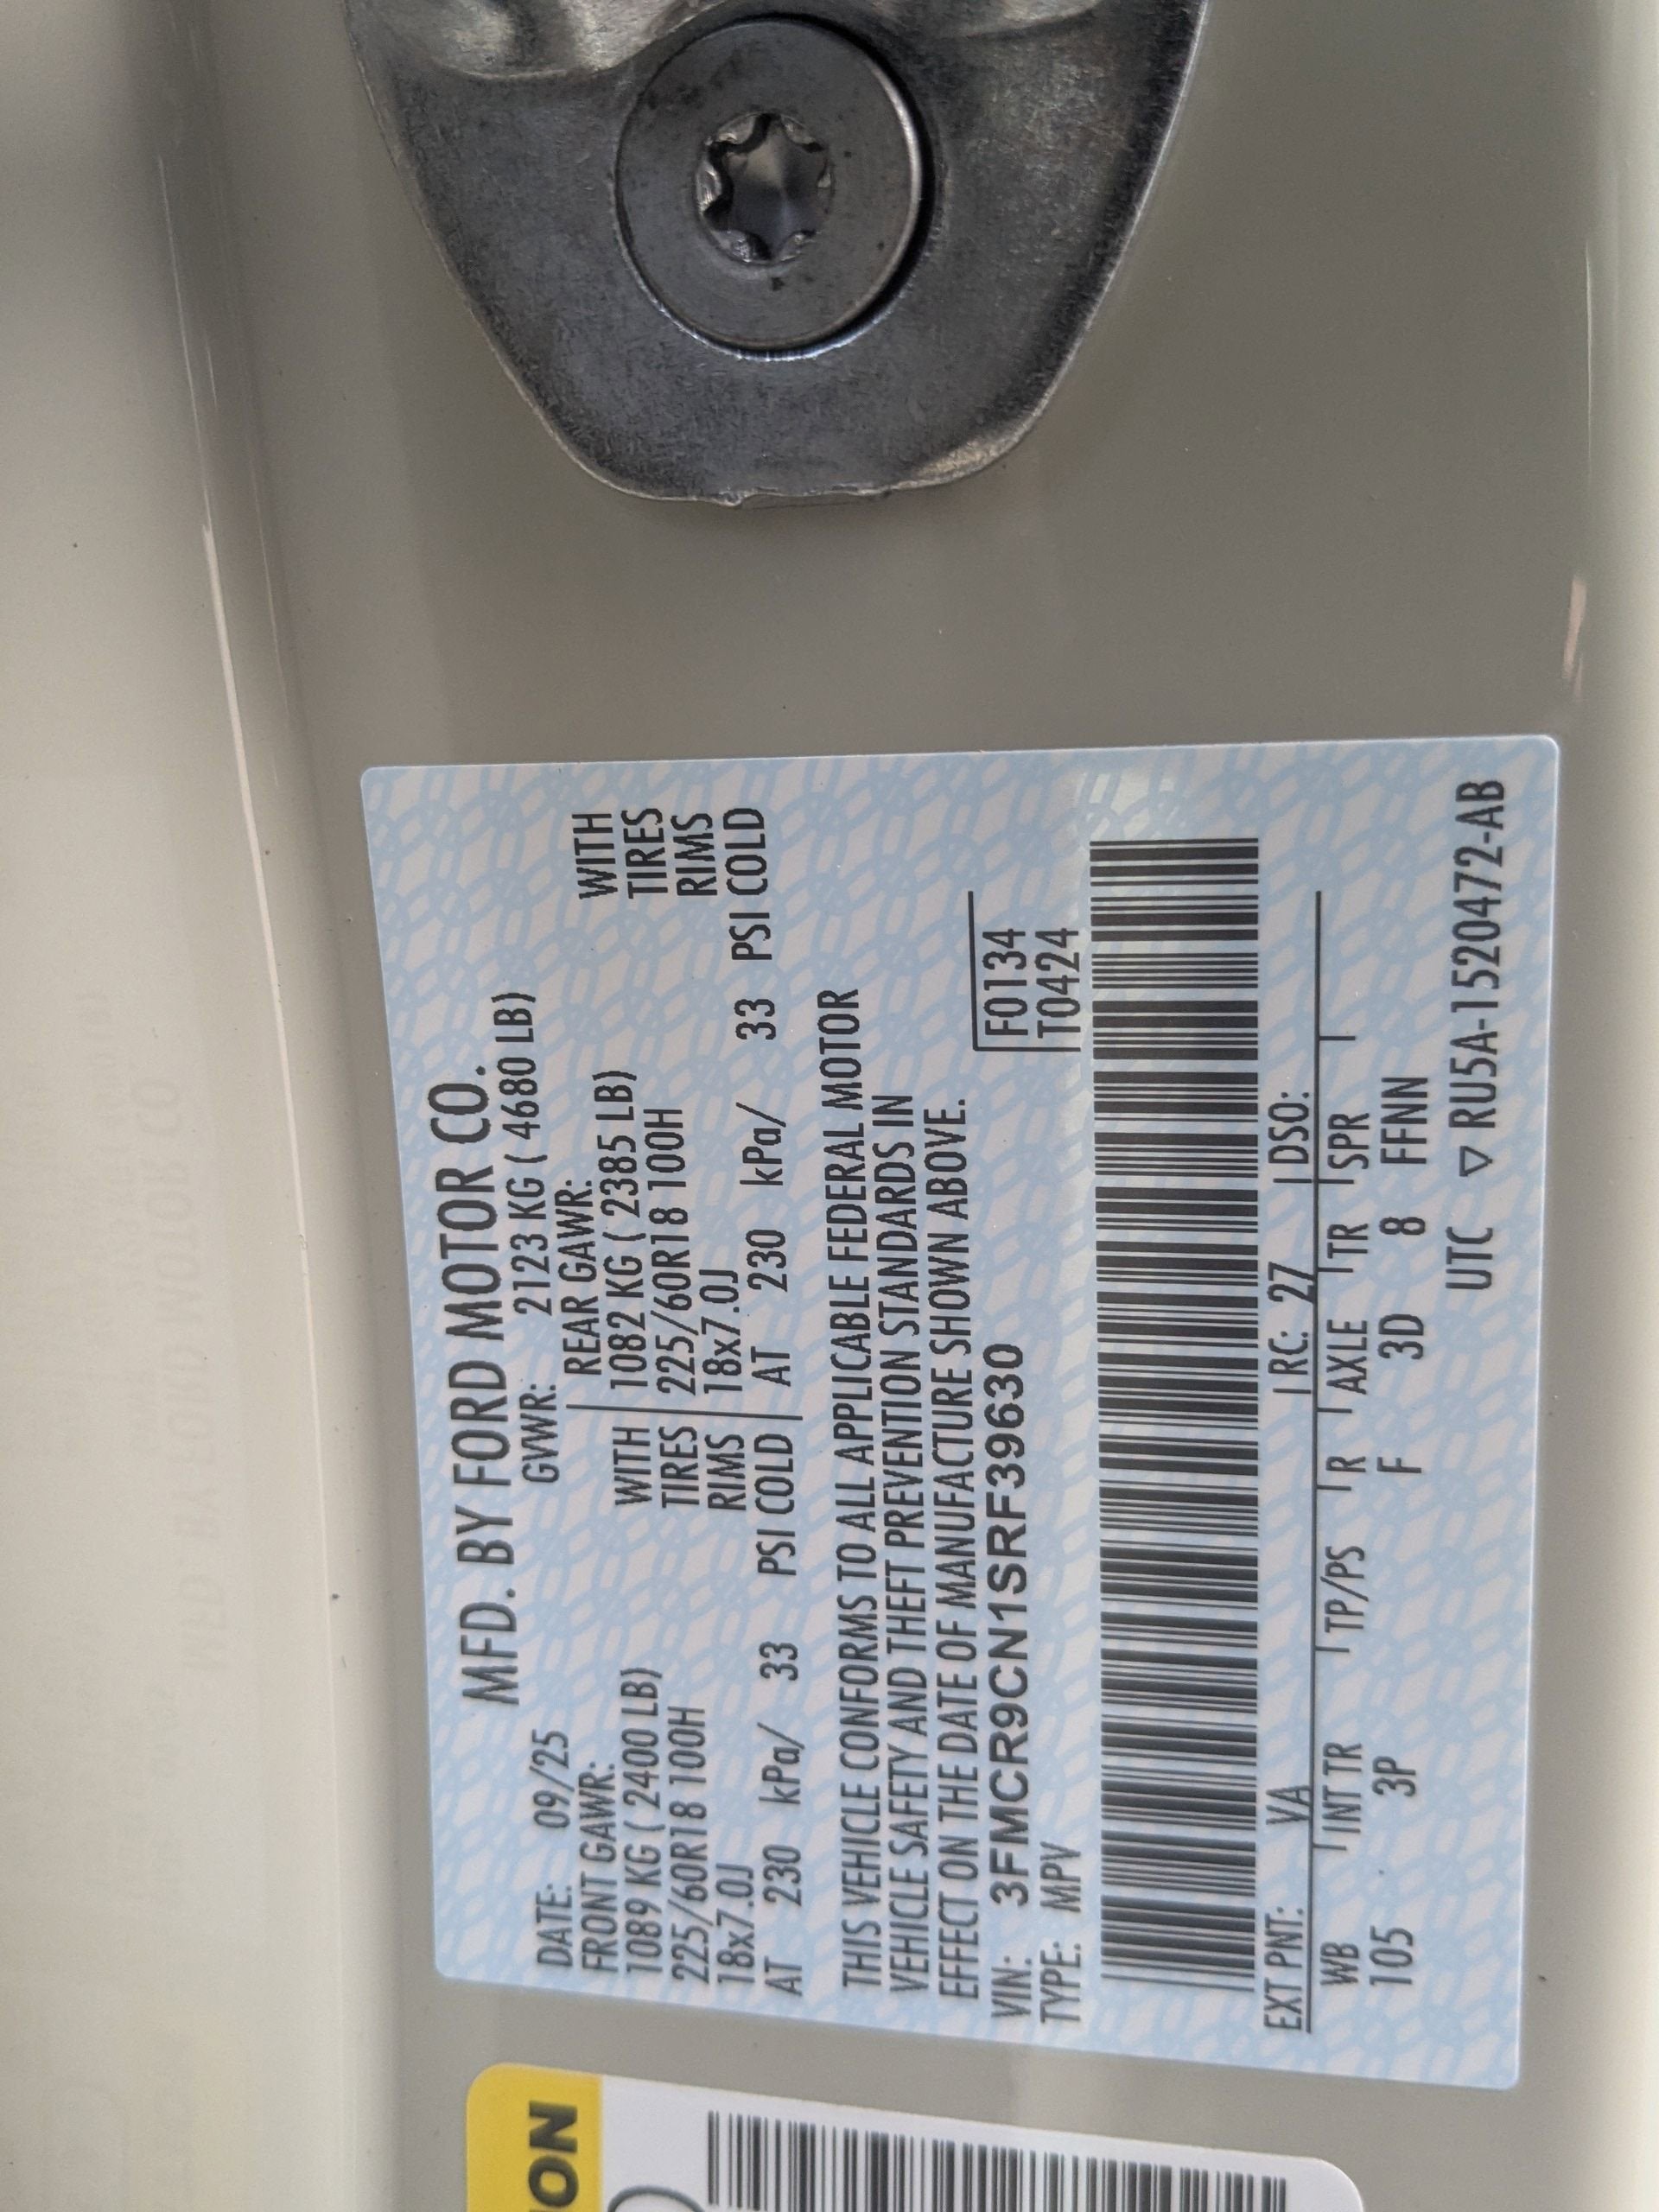 MFD. BY FORD MOTOR CO.
DATE: 09/25 GVWR: 2123 KG ( 4680 LB)
FRONT GAWR: REAR GAWR:
1089 KG ( 2400 LB) WITH 1082 KG ( 2385 LB) WITH
225/60R18 100H TIRES 225/60R18 100H TIRES
18x7.0J RIMS 18x7.0J RIMS
AT 230 kPa/ 33 PSI COLD AT 230 kPa/ 33 PSI COLD
THIS VEHICLE CONFORMS TO ALL APPLICABLE FEDERAL MOTOR
VEHICLE SAFETY AND THEFT PREVENTION STANDARDS IN
EFFECT ON THE DATE OF MANUFACTURE SHOWN ABOVE.
VIN: 3FMCR9CN1SRF39630 F0134
TYPE: MPV T0424
EXT PNT: VA RC: 27 DSO:
WB INT TR TP/PS R AXLE TR SPR
105 3P F 3D 8 FFNN
UTC ▽ RU5A-1520472-AB